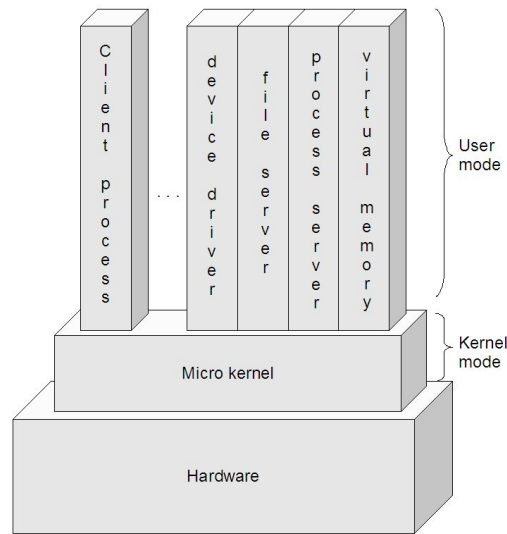 Client process
. . .
device driver
file server
process server
virtual memory
User
mode
Kernel
mode
Micro kernel
Hardware